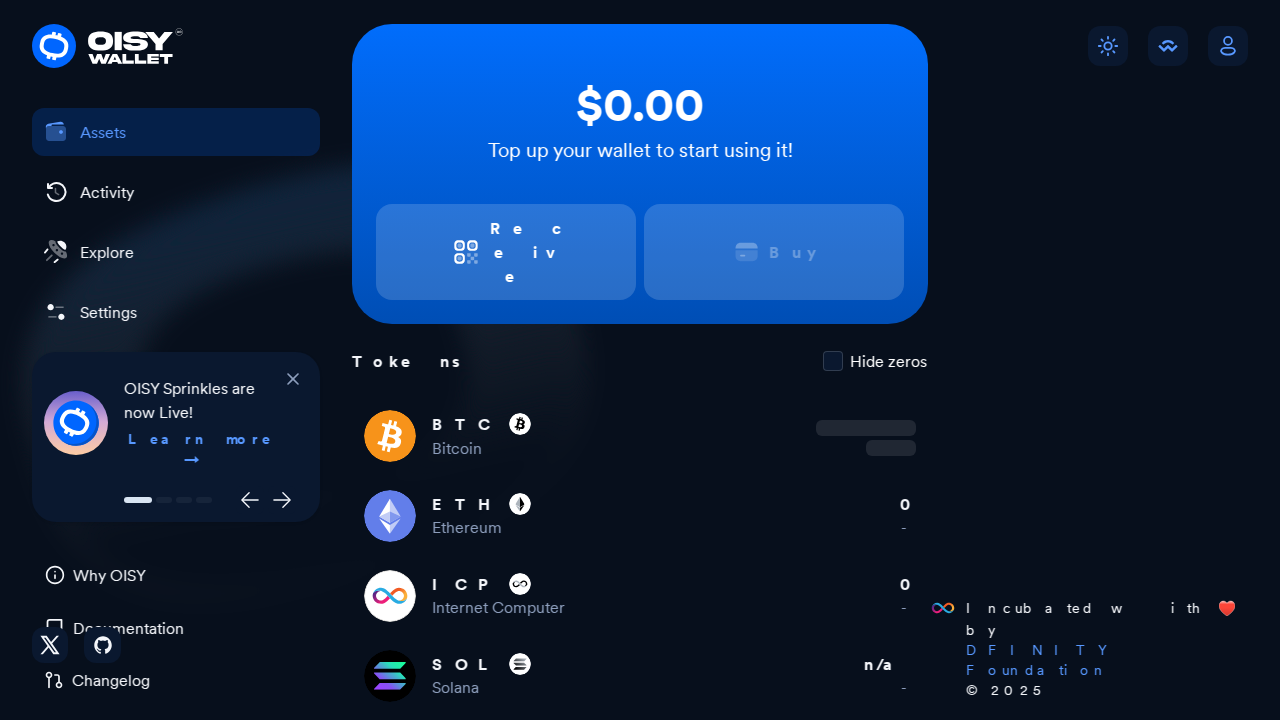 OISY
WALLET
Assets
Activity
Explore
Settings
OISY Sprinkles are
now Live!
Learn more
→
Why OISY
Documentation
Changelog
$0.00
Top up your wallet to start using it!
Receive
Buy
Tokens
Hide zeros
BTC
Bitcoin
ETH
Ethereum
0
-
ICP
Internet Computer
0
-
SOL
Solana
n/a
-
Incubated with ❤️
by
DFINITY
Foundation
© 2025